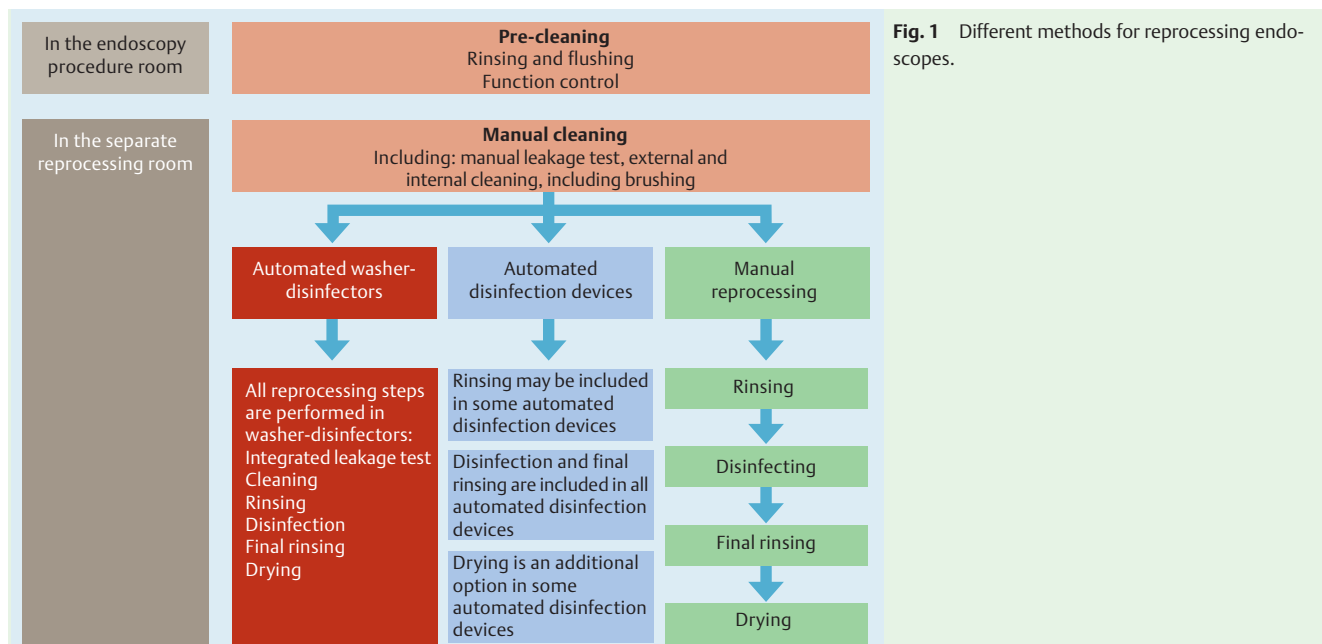 In the endoscopy
procedure room
Pre-cleaning
Rinsing and flushing
Function control
Fig. 1 Different methods for reprocessing endo-
scopes.
In the separate
reprocessing room
Manual cleaning
Including: manual leakage test, external and
internal cleaning, including brushing
Automated washer-
disinfectors
Automated
disinfection devices
Manual
reprocessing
All reprocessing steps
are performed in
washer-disinfectors:
Integrated leakage test
Cleaning
Rinsing
Disinfection
Final rinsing
Drying
Rinsing may be included
in some automated
disinfection devices
Disinfection and final
rinsing are included in all
automated disinfection
devices
Drying is an additional
option in some
automated disinfection
devices
Rinsing
Disinfecting
Final rinsing
Drying